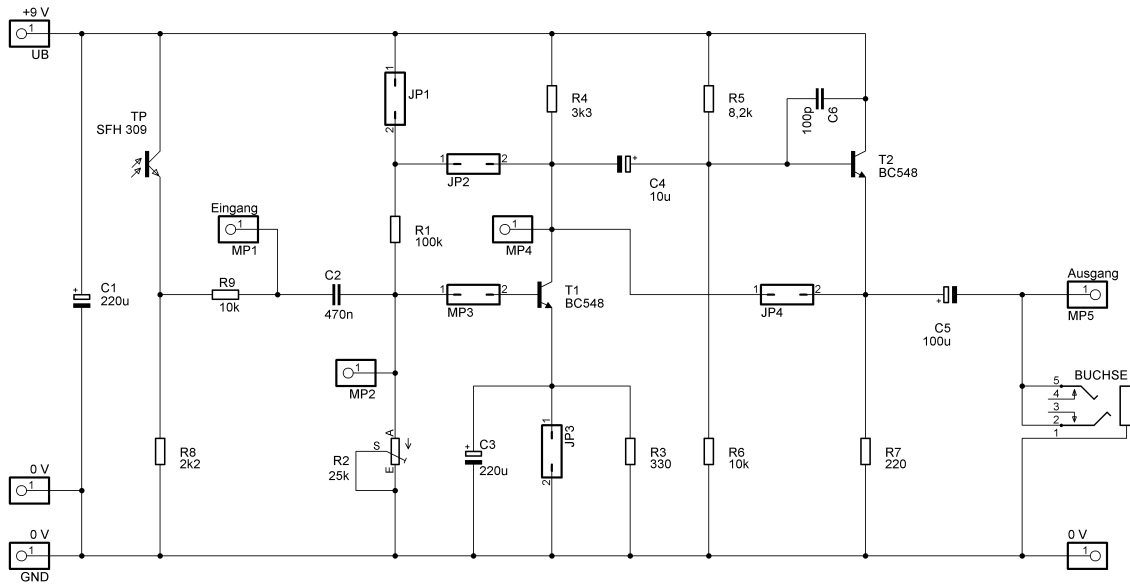 +9 V
1
UB
TP
SFH 309
1
JP1
2
R4
3k3
R5
8,2k
100p
C6
1
JP2
2
+
C4
10u
T2
BC548
Eingang
1
MP1
R1
100k
1
MP4
+
C1
220u
R9
10k
C2
470n
1
MP3
2
T1
BC548
1
JP4
2
+
C5
100u
Ausgang
1
MP5
1
MP2
BUCHSE
5
4
3
2
1
R8
2k2
A
S
E
R2
25k
+
C3
220u
1
JP3
2
R3
330
R6
10k
R7
220
0 V
1
0 V
1
GND
0 V
1